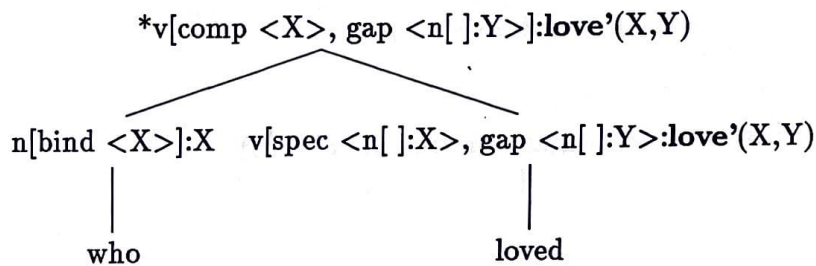 *v[comp <X>, gap <n[ ]:Y>]:love’(X,Y)
n[bind <X>]:X v[spec <n[ ]:X>, gap <n[ ]:Y>:love’(X,Y)
who loved